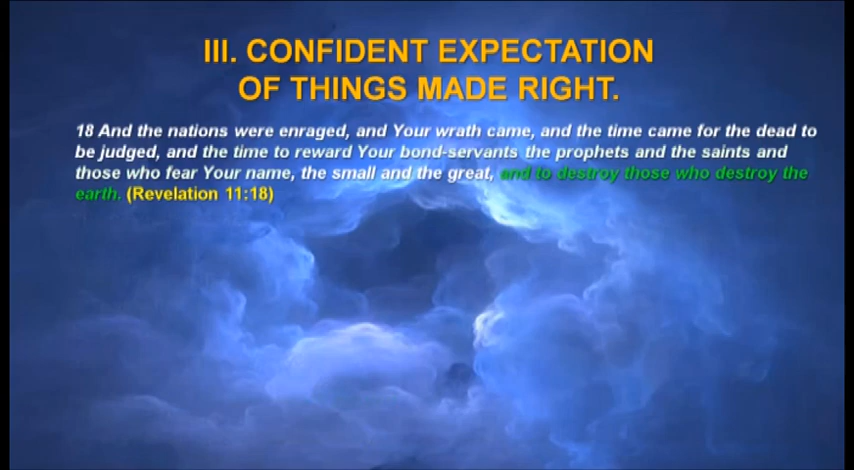 III. CONFIDENT EXPECTATION
OF THINGS MADE RIGHT.
18 And the nations were enraged, and Your wrath came, and the time came for the dead to
be judged, and the time to reward Your bond-servants the prophets and the saints and
those who fear Your name, the small and the great, and to destroy those who destroy the
earth. (Revelation 11:18)